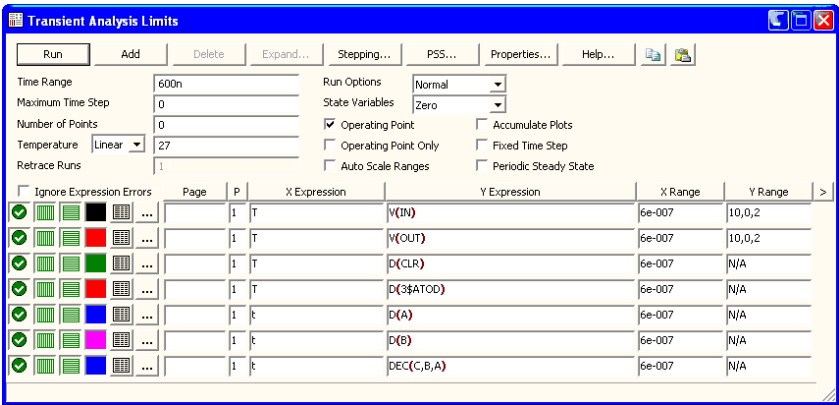 Transient Analysis Limits
Run Add Delete Expand... Stepping... PSS... Properties... Help...
Time Range 600n Run Options Normal
Maximum Time Step 0 State Variables Zero
Number of Points 0 Operating Point Accumulate Plots
Temperature Linear 27 Operating Point Only Fixed Time Step
Retrace Runs 1 Auto Scale Ranges Periodic Steady State
Ignore Expression Errors Page P X Expression Y Expression X Range Y Range >
... 1 T V(IN) 6e-007 10,0,2
... 1 T V(OUT) 6e-007 10,0,2
... 1 T D(CLR) 6e-007 N/A
... 1 T D(3$ATOD) 6e-007 N/A
... 1 t D(A) 6e-007 N/A
... 1 t D(B) 6e-007 N/A
... 1 t DEC(C,B,A) 6e-007 N/A